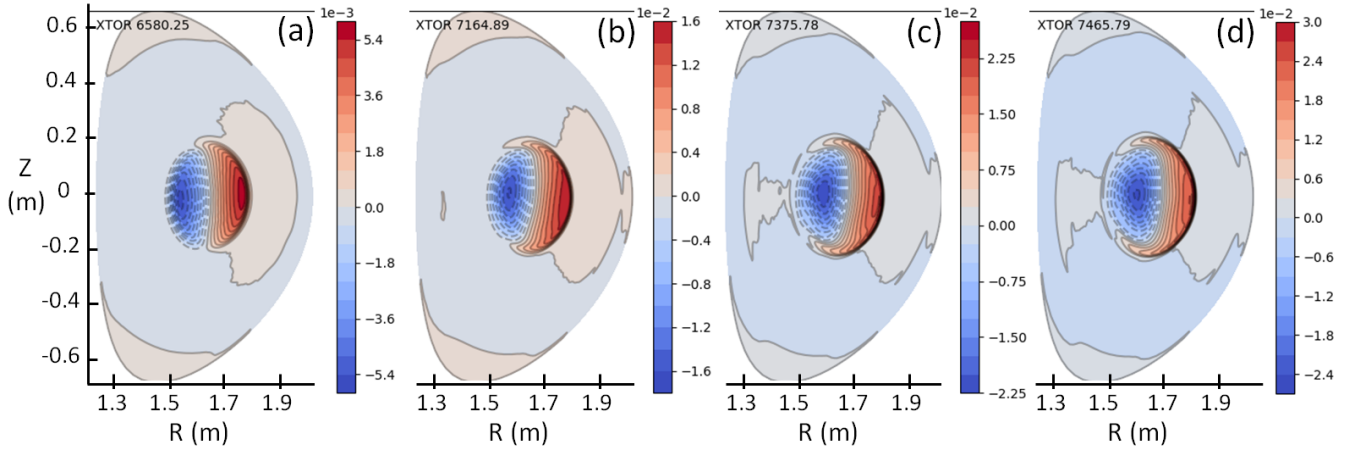 1e−3
1e−2
1e−2
1e−2
XTOR 6580.25
(a)
XTOR 7164.89
(b)
XTOR 7375.78
(c)
XTOR 7465.79
(d)
Z
(m)
0.6
0.4
0.2
0
-0.2
-0.4
-0.6
5.4
3.6
1.8
0.0
−1.8
−3.6
−5.4
1.6
1.2
0.8
0.4
0.0
−0.4
−0.8
−1.2
−1.6
2.25
1.50
0.75
0.00
−0.75
−1.50
−2.25
3.0
2.4
1.8
1.2
0.6
0.0
−0.6
−1.2
−1.8
−2.4
1.3 1.5 1.7 1.9
R (m)
1.3 1.5 1.7 1.9
R (m)
1.3 1.5 1.7 1.9
R (m)
1.3 1.5 1.7 1.9
R (m)